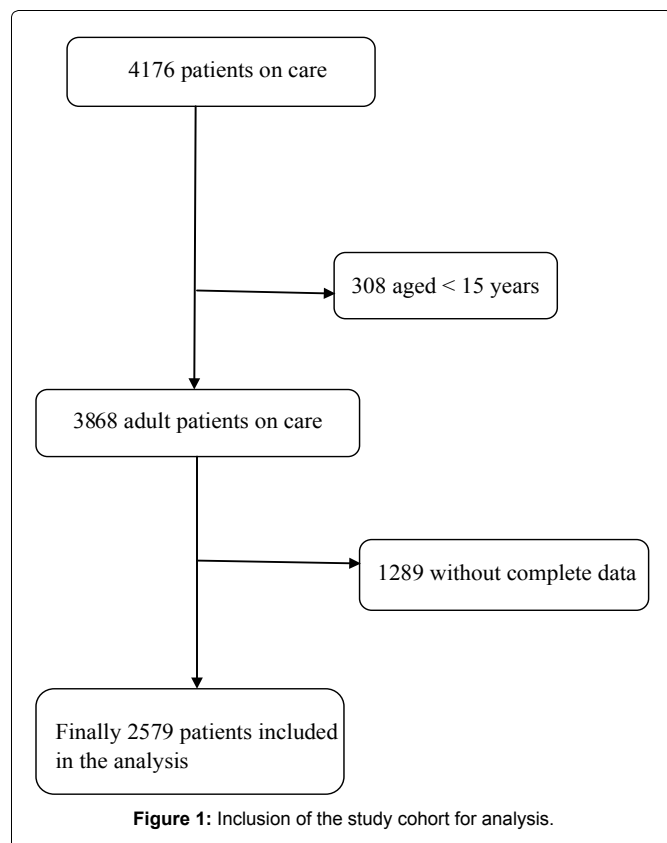 4176 patients on care
308 aged < 15 years
3868 adult patients on care
1289 without complete data
Finally 2579 patients included
in the analysis
Figure 1: Inclusion of the study cohort for analysis.